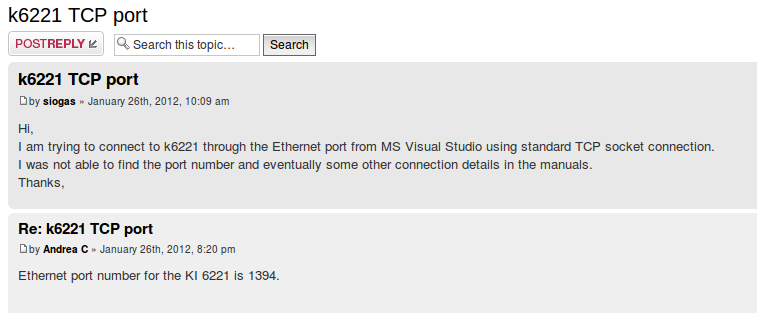 k6221 TCP port
POSTREPLY Search this topic… Search
k6221 TCP port
by siogas » January 26th, 2012, 10:09 am
Hi,
I am trying to connect to k6221 through the Ethernet port from MS Visual Studio using standard TCP socket connection.
I was not able to find the port number and eventually some other connection details in the manuals.
Thanks,
Re: k6221 TCP port
by Andrea C » January 26th, 2012, 8:20 pm
Ethernet port number for the KI 6221 is 1394.